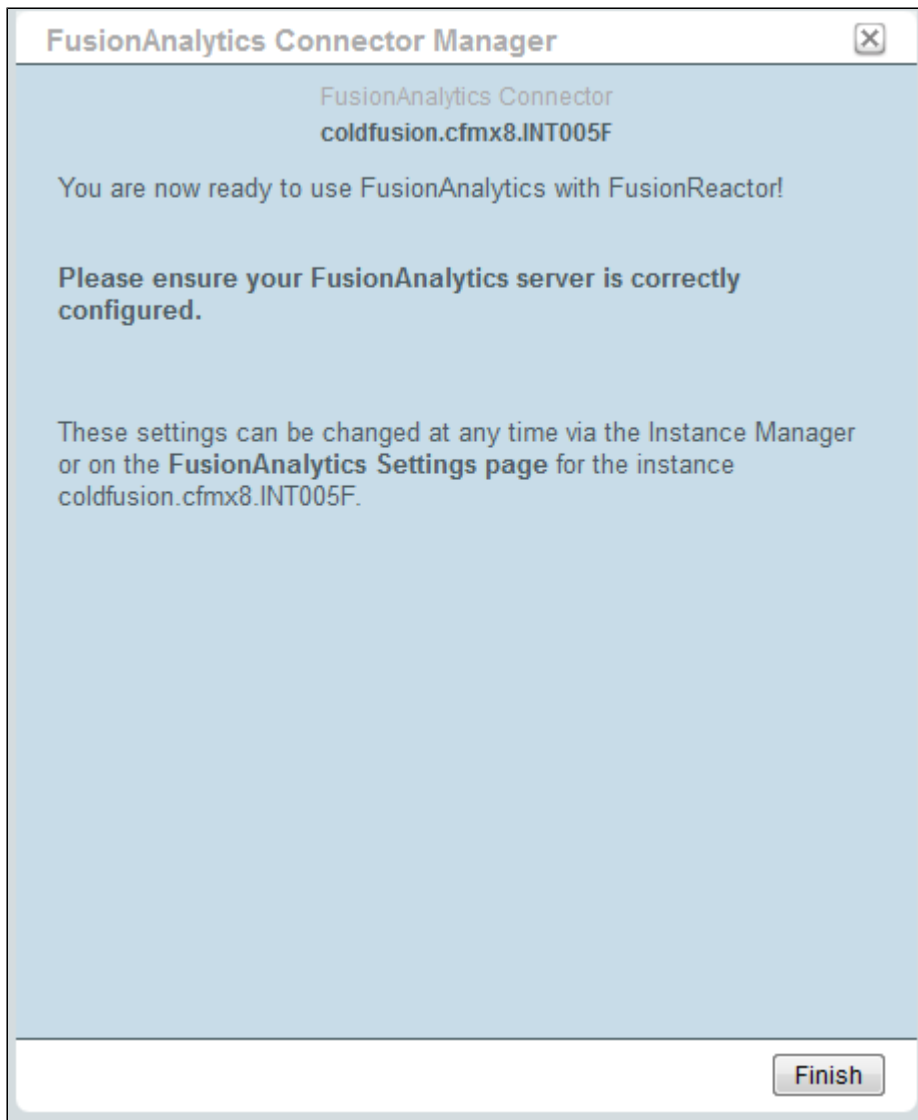 FusionAnalytics Connector Manager
FusionAnalytics Connector
coldfusion.cfmx8.INT005F
You are now ready to use FusionAnalytics with FusionReactor!
Please ensure your FusionAnalytics server is correctly
configured.
These settings can be changed at any time via the Instance Manager
or on the FusionAnalytics Settings page for the instance
coldfusion.cfmx8.INT005F.
Finish